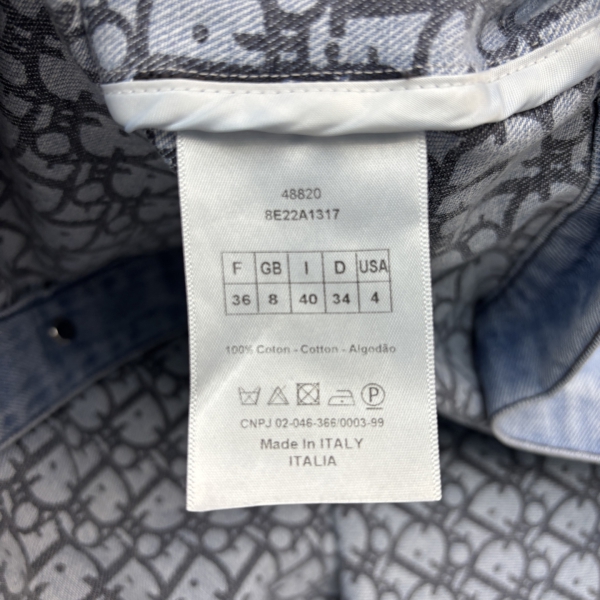 48820
8E22A1317
F GB I D USA
36 8 40 34 4
100% Coton - Cotton - Algodão
P
CNPJ 02-046-366/0003-99
Made In ITALY
ITALIA